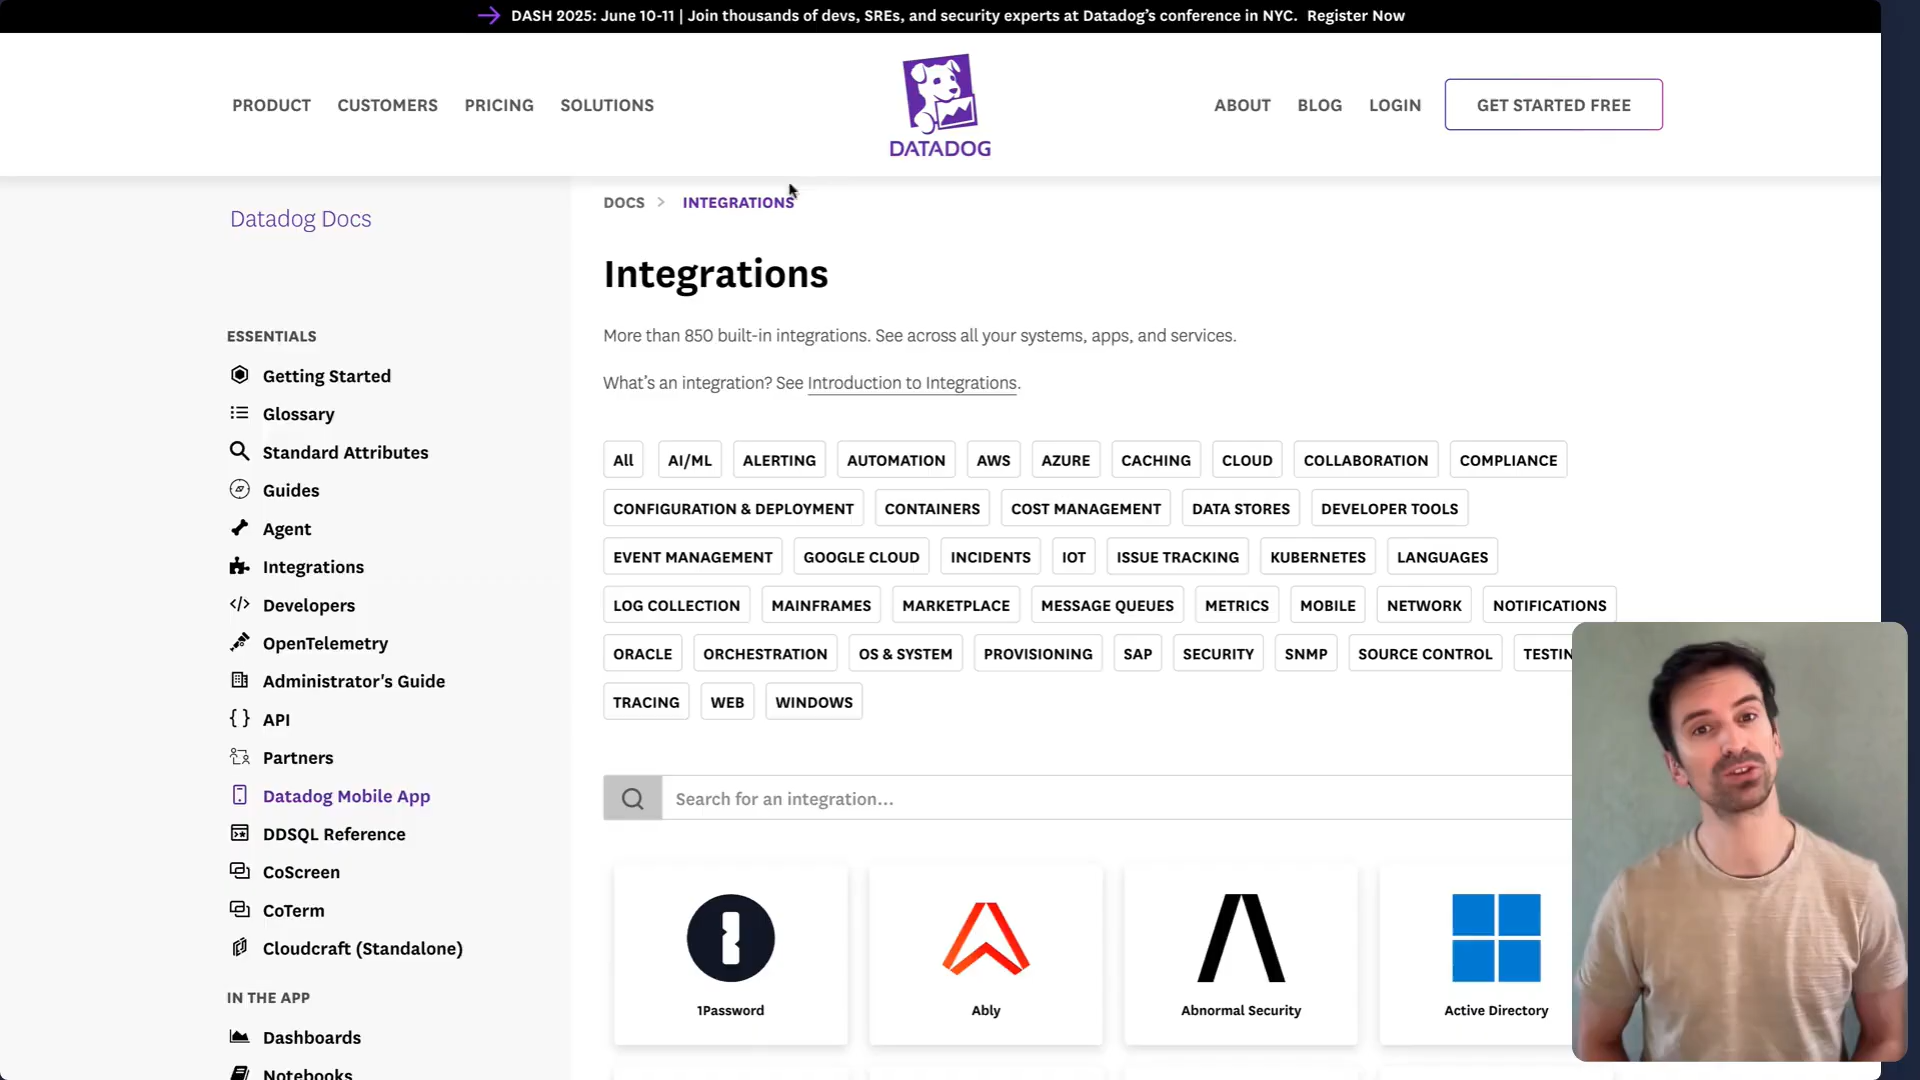 DASH 2025: June 10-11 | Join thousands of devs, SREs, and security experts at Datadog's conference in NYC. Register Now
PRODUCT CUSTOMERS PRICING SOLUTIONS
DATADOG
ABOUT BLOG LOGIN GET STARTED FREE
Datadog Docs
ESSENTIALS
Getting Started
Glossary
Standard Attributes
Guides
Agent
Integrations
Developers
OpenTelemetry
Administrator's Guide
API
Partners
Datadog Mobile App
DDSQL Reference
CoScreen
CoTerm
Cloudcraft (Standalone)
IN THE APP
Dashboards
Notebooks
DOCS > INTEGRATIONS
Integrations
More than 850 built-in integrations. See across all your systems, apps, and services.
What's an integration? See Introduction to Integrations.
All AI/ML ALERTING AUTOMATION AWS AZURE CACHING CLOUD COLLABORATION COMPLIANCE
CONFIGURATION & DEPLOYMENT CONTAINERS COST MANAGEMENT DATA STORES DEVELOPER TOOLS
EVENT MANAGEMENT GOOGLE CLOUD INCIDENTS IOT ISSUE TRACKING KUBERNETES LANGUAGES
LOG COLLECTION MAINFRAMES MARKETPLACE MESSAGE QUEUES METRICS MOBILE NETWORK NOTIFICATIONS
ORACLE ORCHESTRATION OS & SYSTEM PROVISIONING SAP SECURITY SNMP SOURCE CONTROL TESTIN
TRACING WEB WINDOWS
Search for an integration...
1Password
Ably
Abnormal Security
Active Directory